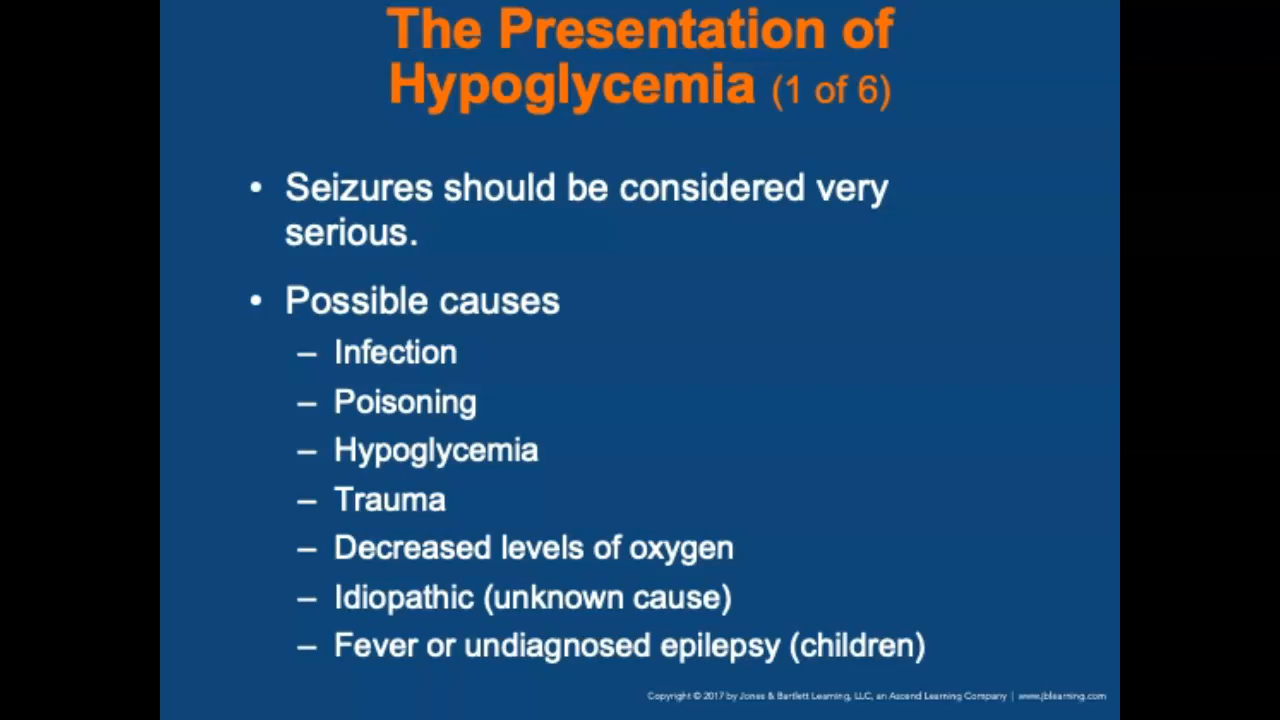 The Presentation of
Hypoglycemia (1 of 6)
• Seizures should be considered very
serious.
• Possible causes
– Infection
– Poisoning
– Hypoglycemia
– Trauma
– Decreased levels of oxygen
– Idiopathic (unknown cause)
– Fever or undiagnosed epilepsy (children)
Copyright © 2017 by Jones & Bartlett Learning, LLC, an Ascend Learning Company | www.jblearning.com